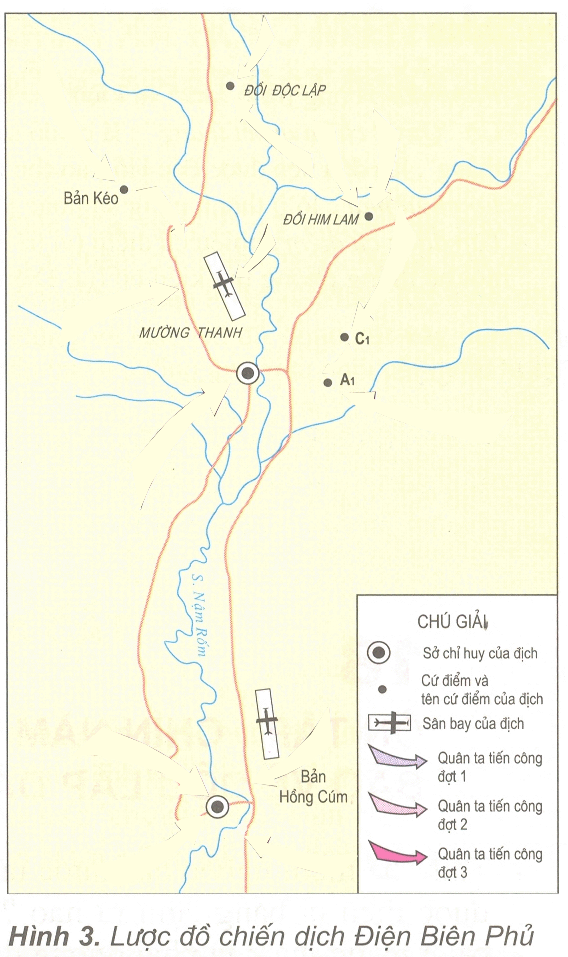 ĐỒI ĐỘC LẬP
Bản Kéo
ĐỒI HIM LAM
MƯỜNG THANH
C1
A1
S. Nậm Rốm
Bản
Hồng Cúm
CHÚ GIẢI
Sở chỉ huy của địch
Cứ điểm và
tên cứ điểm của địch
Sân bay của địch
Quân ta tiến công
đợt 1
Quân ta tiến công
đợt 2
Quân ta tiến công
đợt 3
Hình 3. Lược đồ chiến dịch Điện Biên Phủ